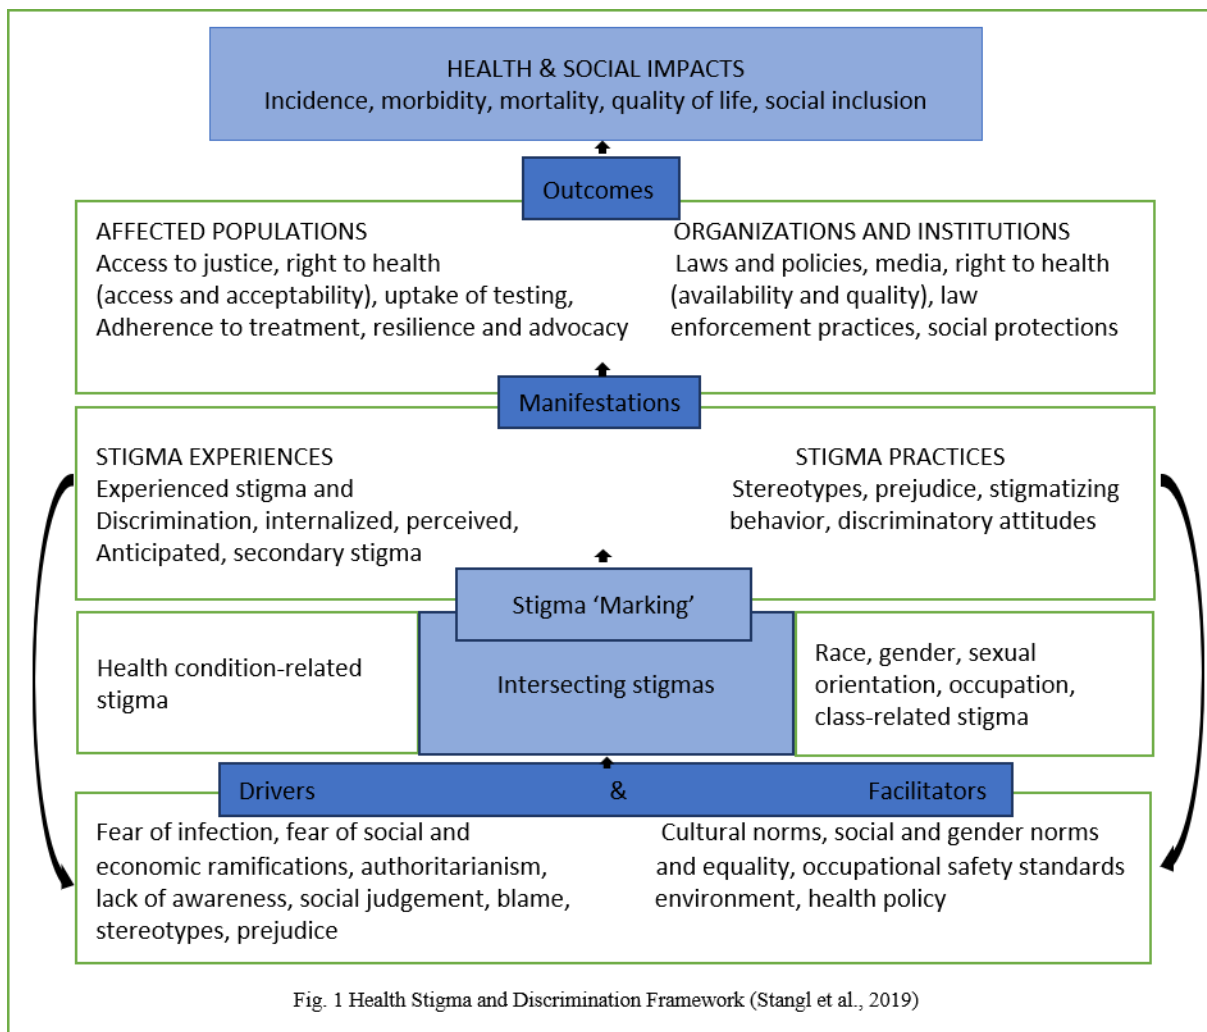 HEALTH & SOCIAL IMPACTS
Incidence, morbidity, mortality, quality of life, social inclusion
Outcomes
AFFECTED POPULATIONS
Access to justice, right to health
(access and acceptability), uptake of testing,
Adherence to treatment, resilience and advocacy
ORGANIZATIONS AND INSTITUTIONS
Laws and policies, media, right to health
(availability and quality), law
enforcement practices, social protections
Manifestations
STIGMA EXPERIENCES
Experienced stigma and
Discrimination, internalized, perceived,
Anticipated, secondary stigma
STIGMA PRACTICES
Stereotypes, prejudice, stigmatizing
behavior, discriminatory attitudes
Stigma ‘Marking’
Health condition-related
stigma
Intersecting stigmas
Race, gender, sexual
orientation, occupation,
class-related stigma
Drivers & Facilitators
Fear of infection, fear of social and
economic ramifications, authoritarianism,
lack of awareness, social judgement, blame,
stereotypes, prejudice
Cultural norms, social and gender norms
and equality, occupational safety standards
environment, health policy
Fig. 1 Health Stigma and Discrimination Framework (Stangl et al., 2019)